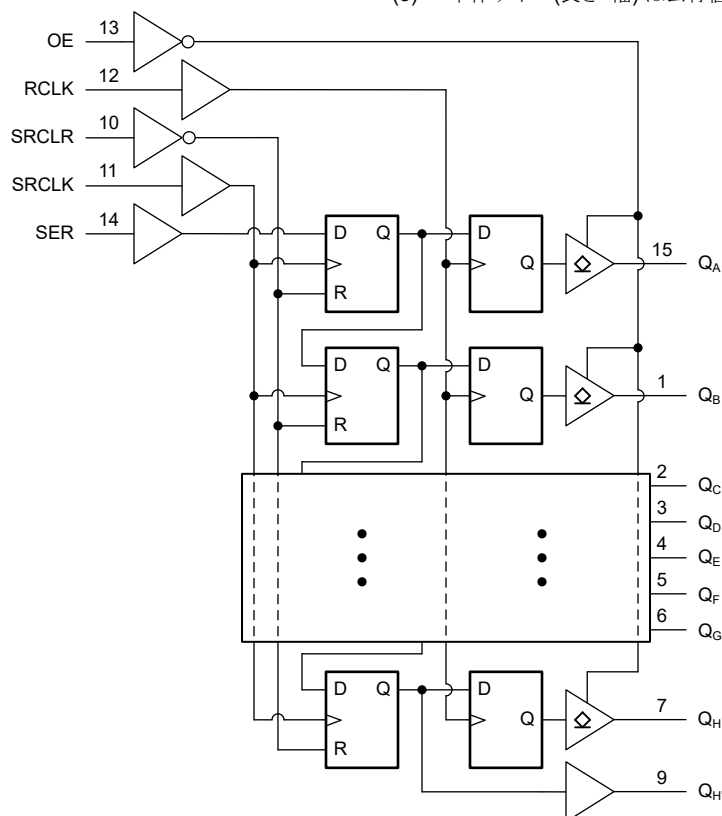 OE 13
RCLK 12
SRCLR 10
SRCLK 11
SER 14
D Q D
Q 15 QA
R
D Q D
Q 1 QB
R
2 QC
3 QD
4 QE
5 QF
6 QG
D Q D
Q 7 QH
R
9 QH